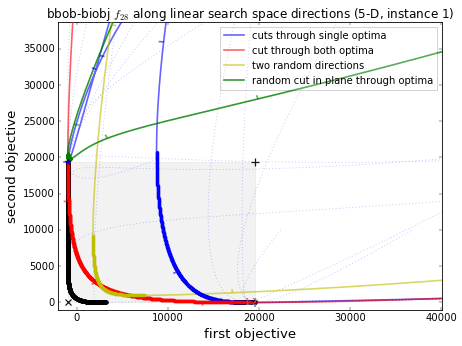 bbob-biobj f₂₈ along linear search space directions (5-D, instance 1)
cuts through single optima
cut through both optima
two random directions
random cut in plane through optima
second objective
35000
30000
25000
20000
15000
10000
5000
0
0 10000 20000 30000 40000
first objective